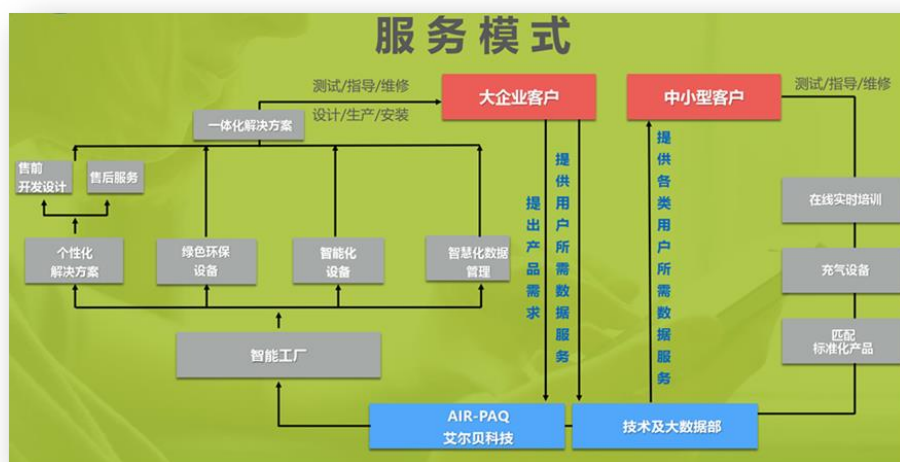 服务模式
测试/指导/维修
设计/生产/安装
大企业客户
中小型客户
测试/指导/维修
一体化解决方案
售前
开发设计
售后服务
个性化
解决方案
绿色环保
设备
智能化
设备
智慧化数据
管理
提出产品需求
提供用户所需数据服务
提供各类用户所需数据服务
在线实时培训
充气设备
匹配
标准化产品
智能工厂
AIR-PAQ
艾尔贝科技
技术及大数据部